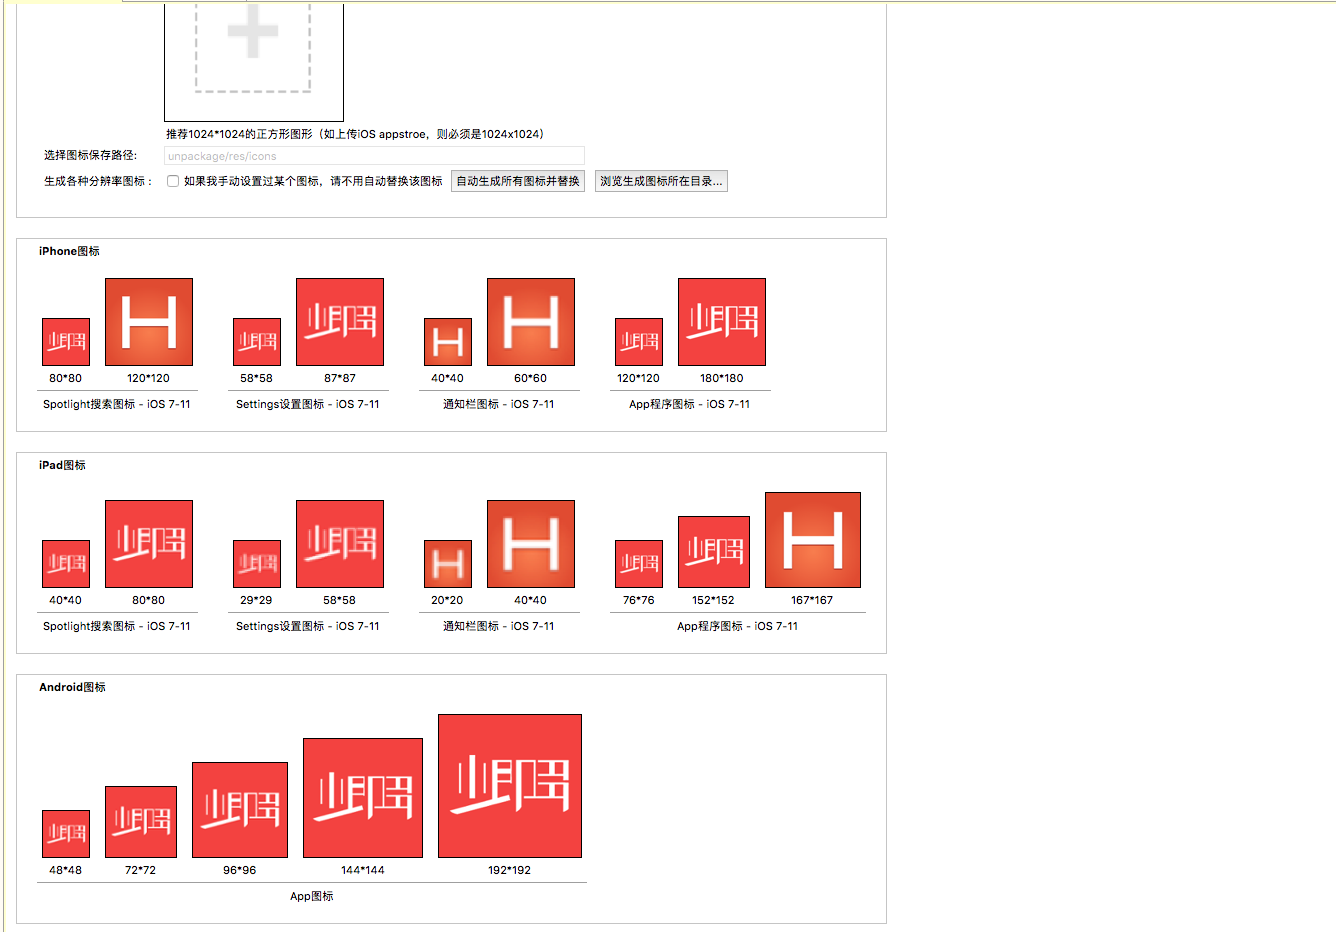 推荐1024*1024的正方形图形（如上传iOS appstroe，则必须是1024x1024）
选择图标保存路径:
unpackage/res/icons
生成各种分辨率图标： 如果我手动设置过某个图标，请不用自动替换该图标 自动生成所有图标并替换 浏览生成图标所在目录...
iPhone图标
H H H
80*80 120*120 58*58 87*87 40*40 60*60 120*120 180*180
Spotlight搜索图标 - iOS 7-11 Settings设置图标 - iOS 7-11 通知栏图标 - iOS 7-11 App程序图标 - iOS 7-11
iPad图标
H H H
40*40 80*80 29*29 58*58 20*20 40*40 76*76 152*152 167*167
Spotlight搜索图标 - iOS 7-11 Settings设置图标 - iOS 7-11 通知栏图标 - iOS 7-11 App程序图标 - iOS 7-11
Android图标
48*48 72*72 96*96 144*144 192*192
App图标